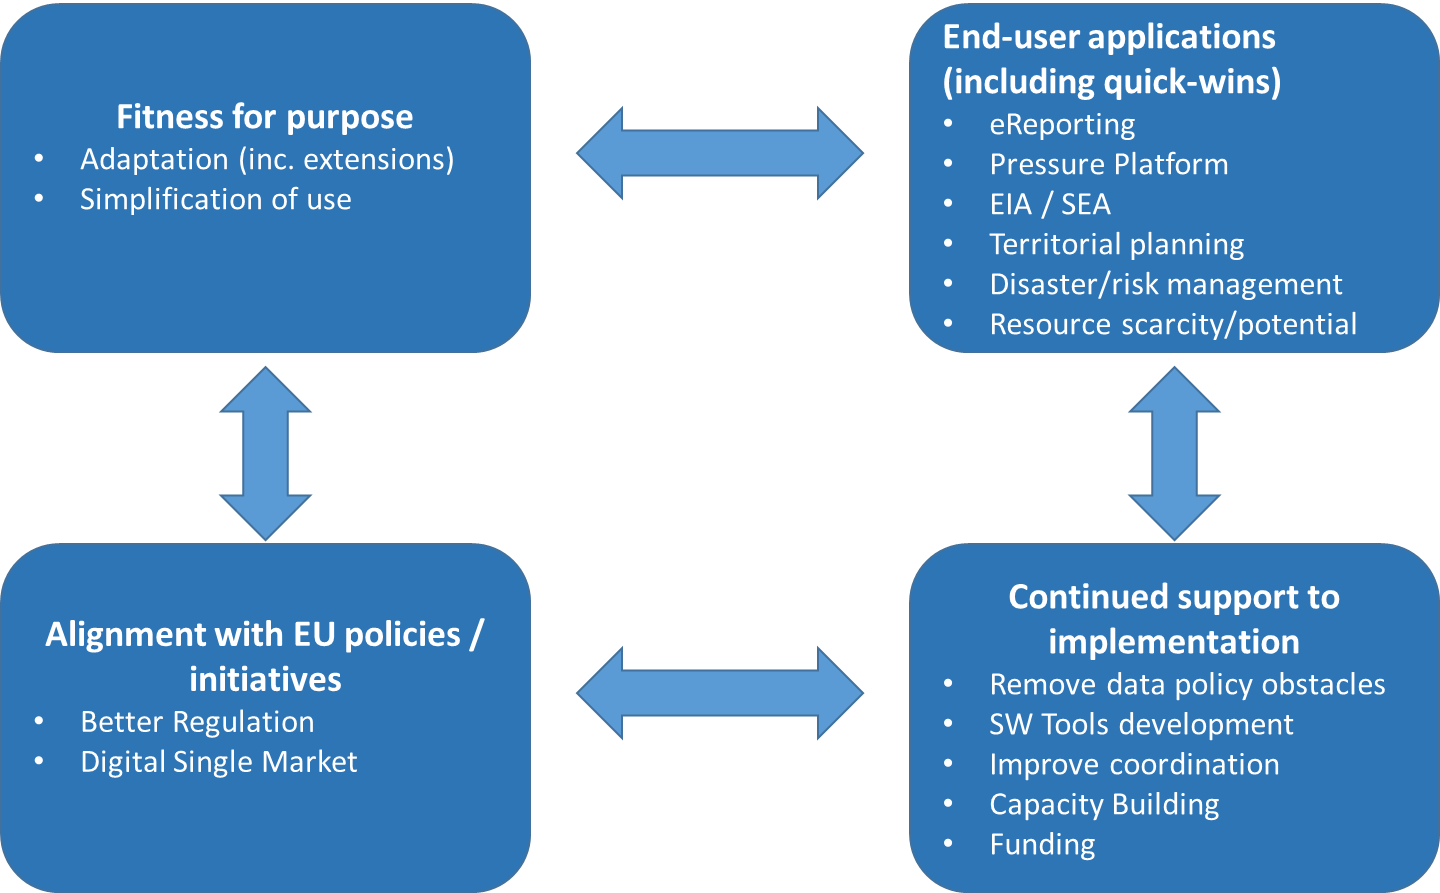 Fitness for purpose
• Adaptation (inc. extensions)
• Simplification of use
End-user applications
(including quick-wins)
• eReporting
• Pressure Platform
• EIA / SEA
• Territorial planning
• Disaster/risk management
• Resource scarcity/potential
Alignment with EU policies /
initiatives
• Better Regulation
• Digital Single Market
Continued support to
implementation
• Remove data policy obstacles
• SW Tools development
• Improve coordination
• Capacity Building
• Funding